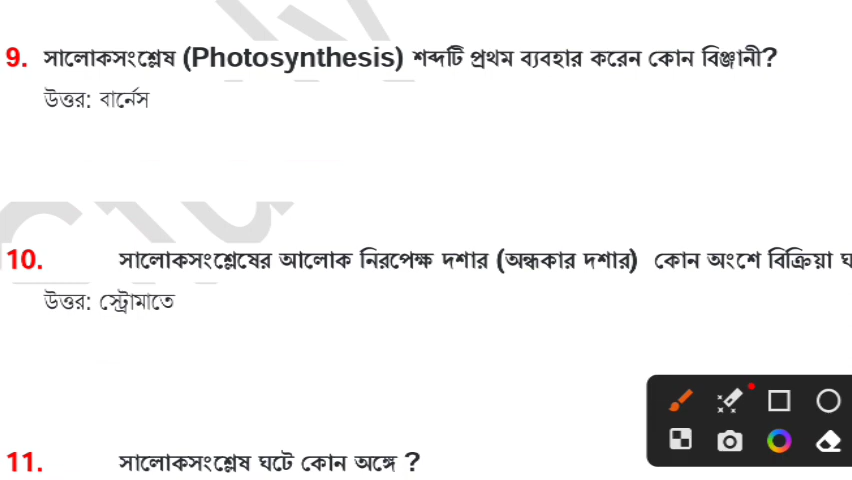 9. সালোকসংশ্লেষ (Photosynthesis) শব্দটি প্রথম ব্যবহার করেন কোন বিজ্ঞানী?
উত্তর: বার্নেস
10. সালোকসংশ্লেষের আলোক নিরপেক্ষ দশার (অন্ধকার দশার) কোন অংশে বিক্রিয়া
উত্তর: স্ট্রোমাতে
11. সালোকসংশ্লেষ ঘটে কোন অঙ্গে ?